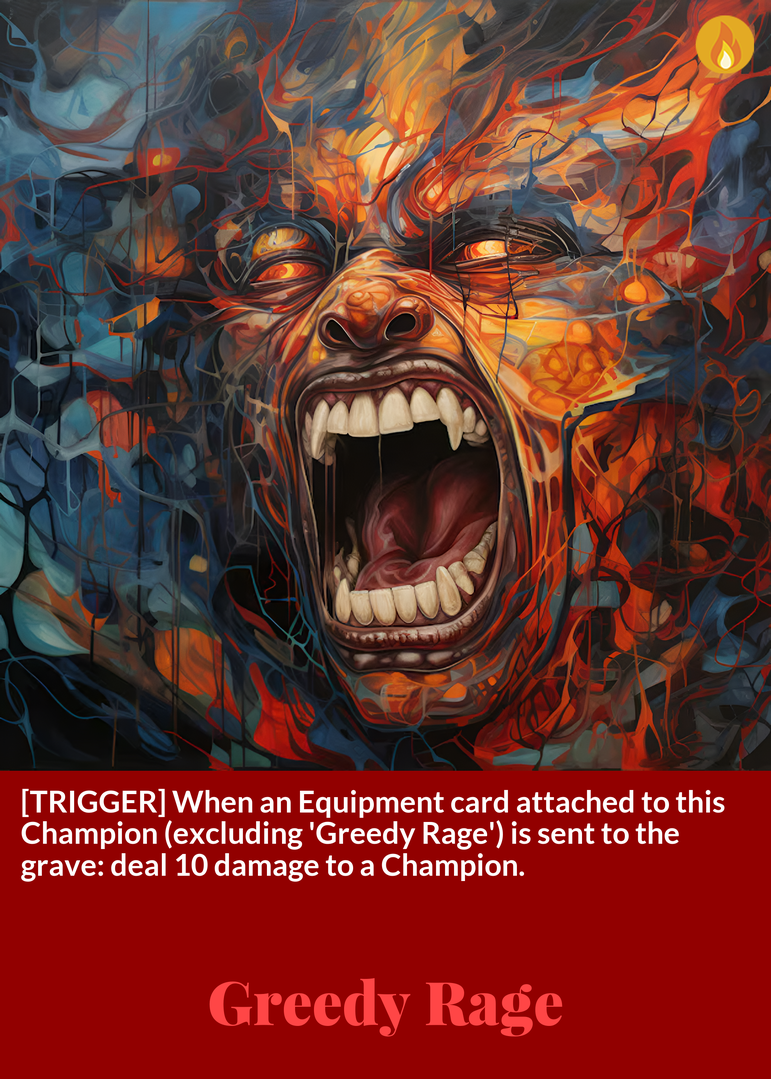 [TRIGGER] When an Equipment card attached to this
Champion (excluding 'Greedy Rage') is sent to the
grave: deal 10 damage to a Champion.
Greedy Rage